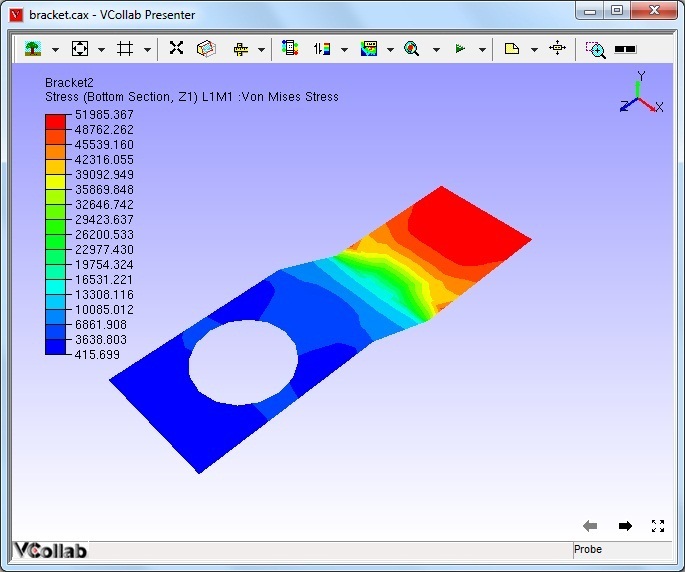 bracket.cax - VCollab Presenter
Bracket2
Stress (Bottom Section, Z1) L1M1 :Von Mises Stress
51985.367
48762.262
45539.160
42316.055
39092.949
35869.848
32646.742
29423.637
26200.533
22977.430
19754.324
16531.221
13308.116
10085.012
6861.908
3638.803
415.699
Y
Z
X
VCollab
Probe